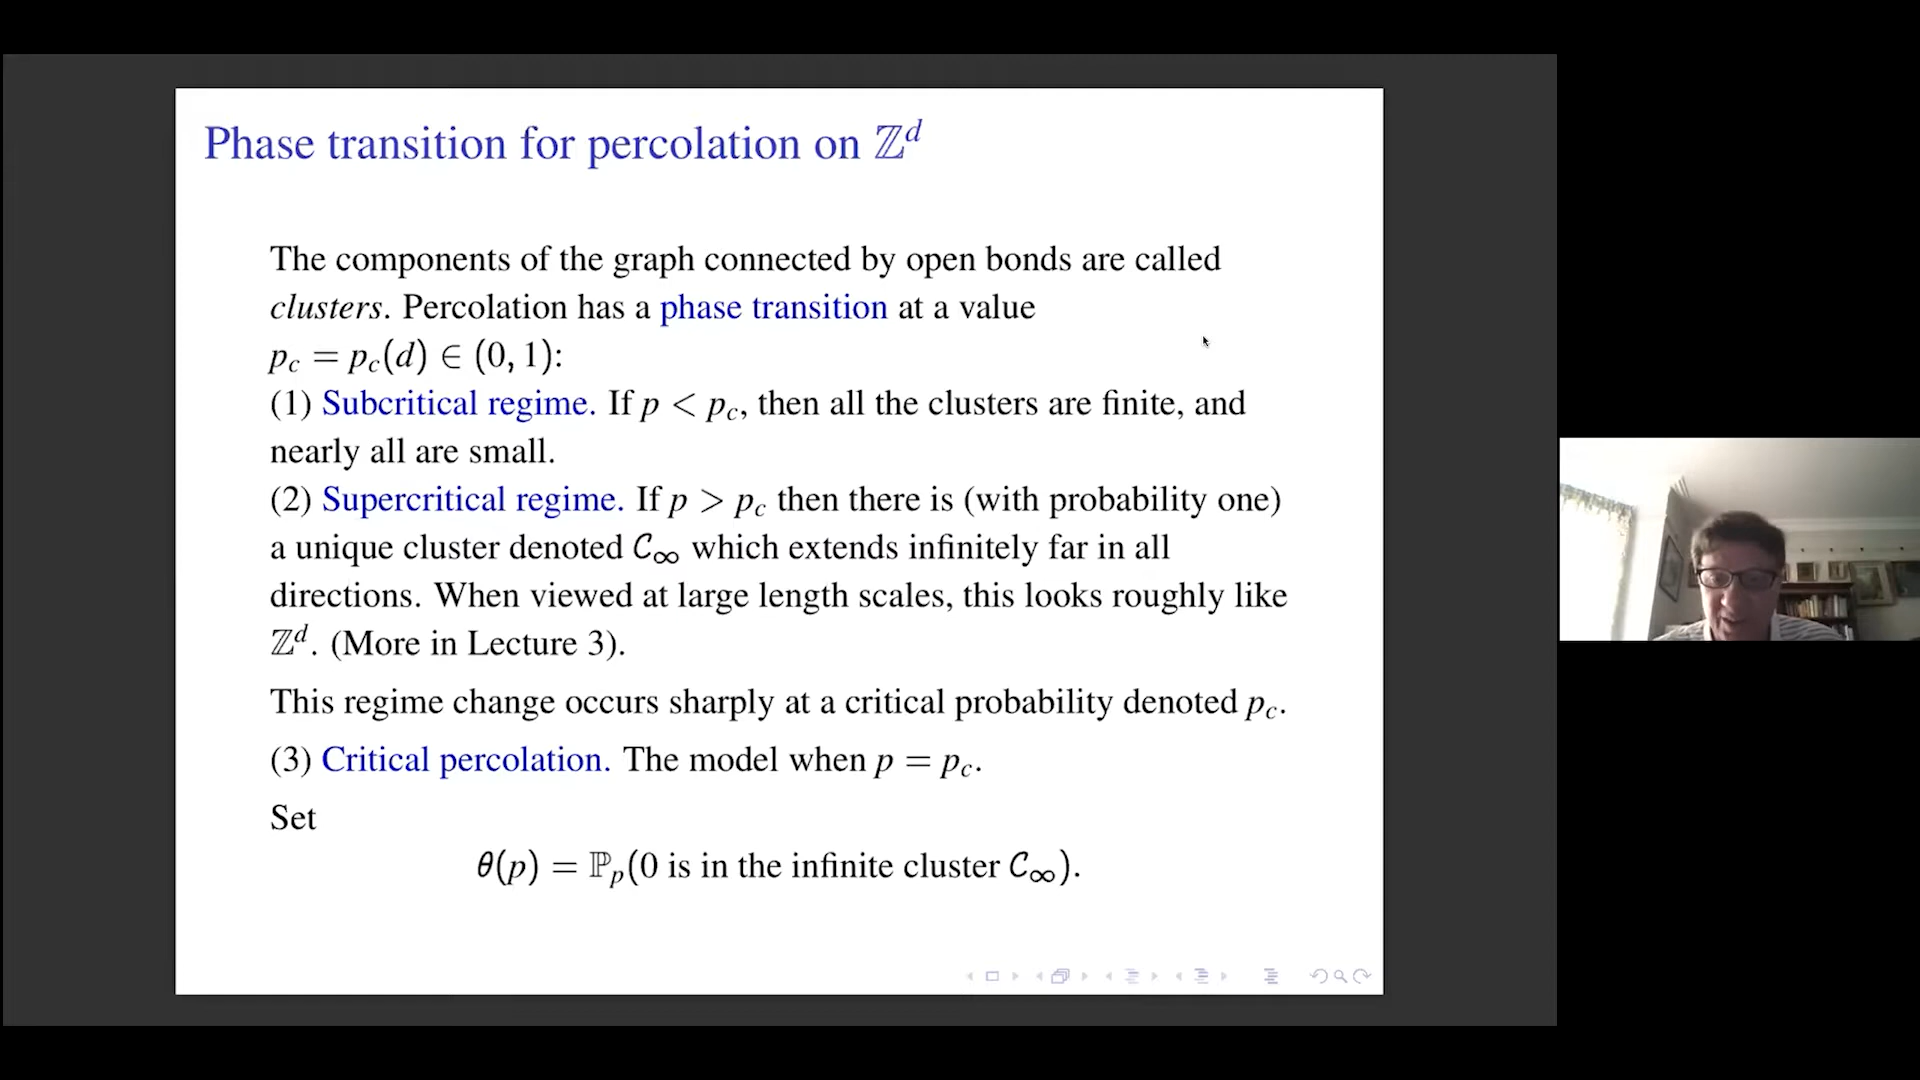 Phase transition for percolation on ℤᵈ
The components of the graph connected by open bonds are called
clusters. Percolation has a phase transition at a value
p_c = p_c(d) ∈ (0, 1):
(1) Subcritical regime. If p < p_c, then all the clusters are finite, and
nearly all are small.
(2) Supercritical regime. If p > p_c then there is (with probability one)
a unique cluster denoted 𝒞_∞ which extends infinitely far in all
directions. When viewed at large length scales, this looks roughly like
ℤᵈ. (More in Lecture 3).
This regime change occurs sharply at a critical probability denoted p_c.
(3) Critical percolation. The model when p = p_c.
Set
θ(p) = ℙ_p(0 is in the infinite cluster 𝒞_∞).